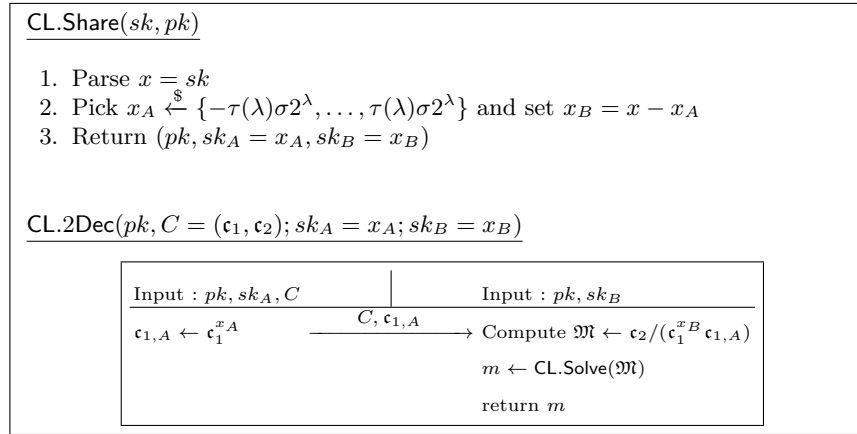 CL.Share(sk, pk)
1. Parse x = sk
2. Pick x_A ←$ {−τ(λ)σ2^λ, . . . , τ(λ)σ2^λ} and set x_B = x − x_A
3. Return (pk, sk_A = x_A, sk_B = x_B)
CL.2Dec(pk, C = (𝔠_1, 𝔠_2); sk_A = x_A; sk_B = x_B)
Input : pk, sk_A, C Input : pk, sk_B
𝔠_{1,A} ← 𝔠_1^{x_A} C, 𝔠_{1,A} ⟶ Compute 𝔐 ← 𝔠_2/(𝔠_1^{x_B} 𝔠_{1,A})
m ← CL.Solve(𝔐)
return m